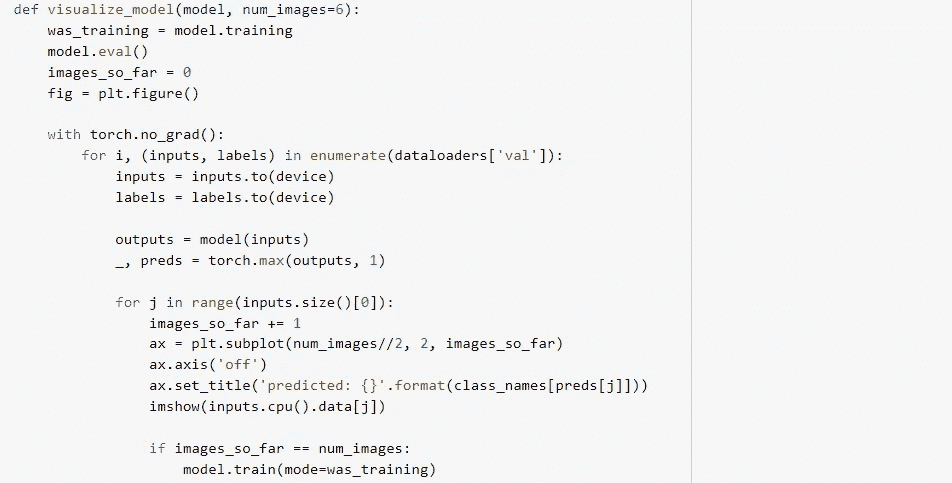 def visualize_model(model, num_images=6):
    was_training = model.training
    model.eval()
    images_so_far = 0
    fig = plt.figure()

    with torch.no_grad():
        for i, (inputs, labels) in enumerate(dataloaders['val']):
            inputs = inputs.to(device)
            labels = labels.to(device)

            outputs = model(inputs)
            _, preds = torch.max(outputs, 1)

            for j in range(inputs.size()[0]):
                images_so_far += 1
                ax = plt.subplot(num_images//2, 2, images_so_far)
                ax.axis('off')
                ax.set_title('predicted: {}'.format(class_names[preds[j]]))
                imshow(inputs.cpu().data[j])

                if images_so_far == num_images:
                    model.train(mode=was_training)